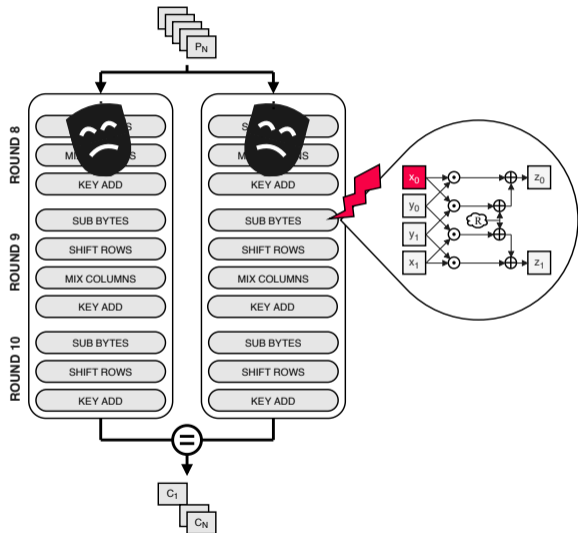 P_N
ROUND 8
KEY ADD
KEY ADD
ROUND 9
SUB BYTES
SHIFT ROWS
MIX COLUMNS
KEY ADD
SUB BYTES
SHIFT ROWS
MIX COLUMNS
KEY ADD
ROUND 10
SUB BYTES
SHIFT ROWS
KEY ADD
SUB BYTES
SHIFT ROWS
KEY ADD
=
C_1
C_N
x_0
y_0
y_1
x_1
R
z_0
z_1